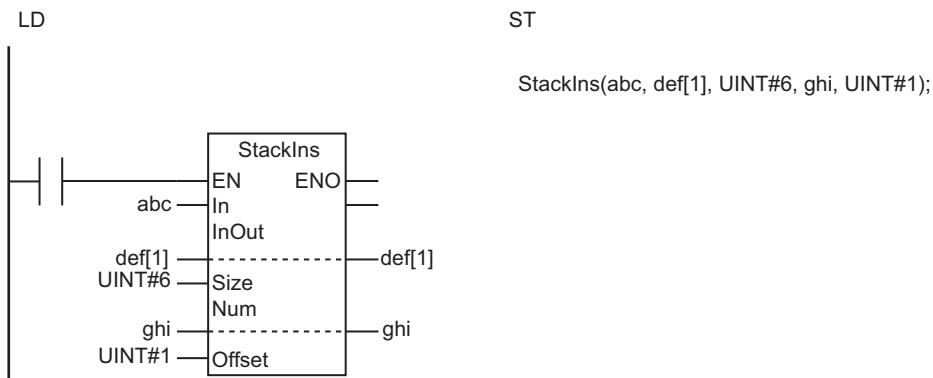 LD
ST
StackIns(abc, def[1], UINT#6, ghi, UINT#1);
StackIns
EN ENO
abc In
InOut
def[1] def[1]
UINT#6 Size
Num
ghi ghi
UINT#1 Offset